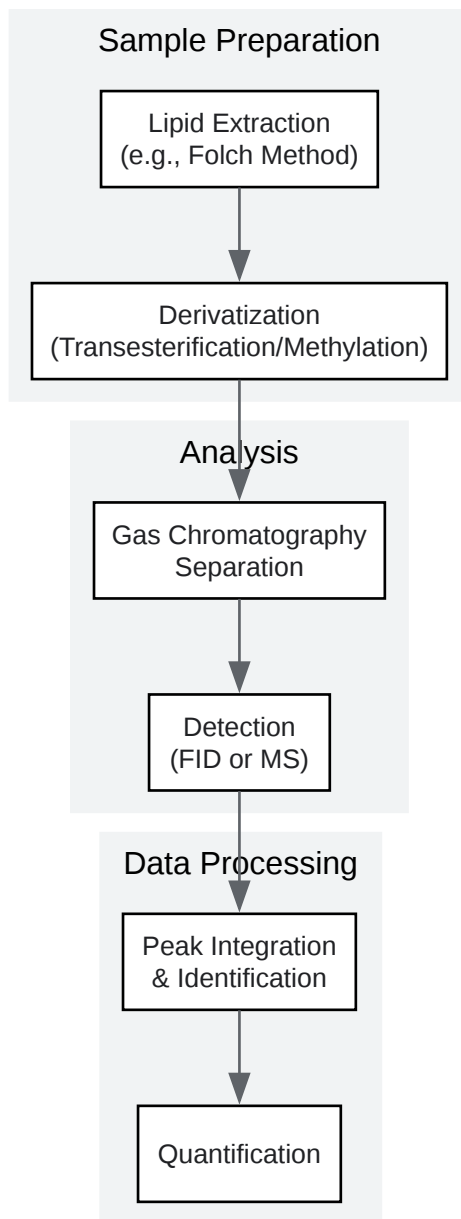 Sample Preparation
Lipid Extraction
(e.g., Folch Method)
Derivatization
(Transesterification/Methylation)
Analysis
Gas Chromatography
Separation
Detection
(FID or MS)
Data Processing
Peak Integration
& Identification
Quantification